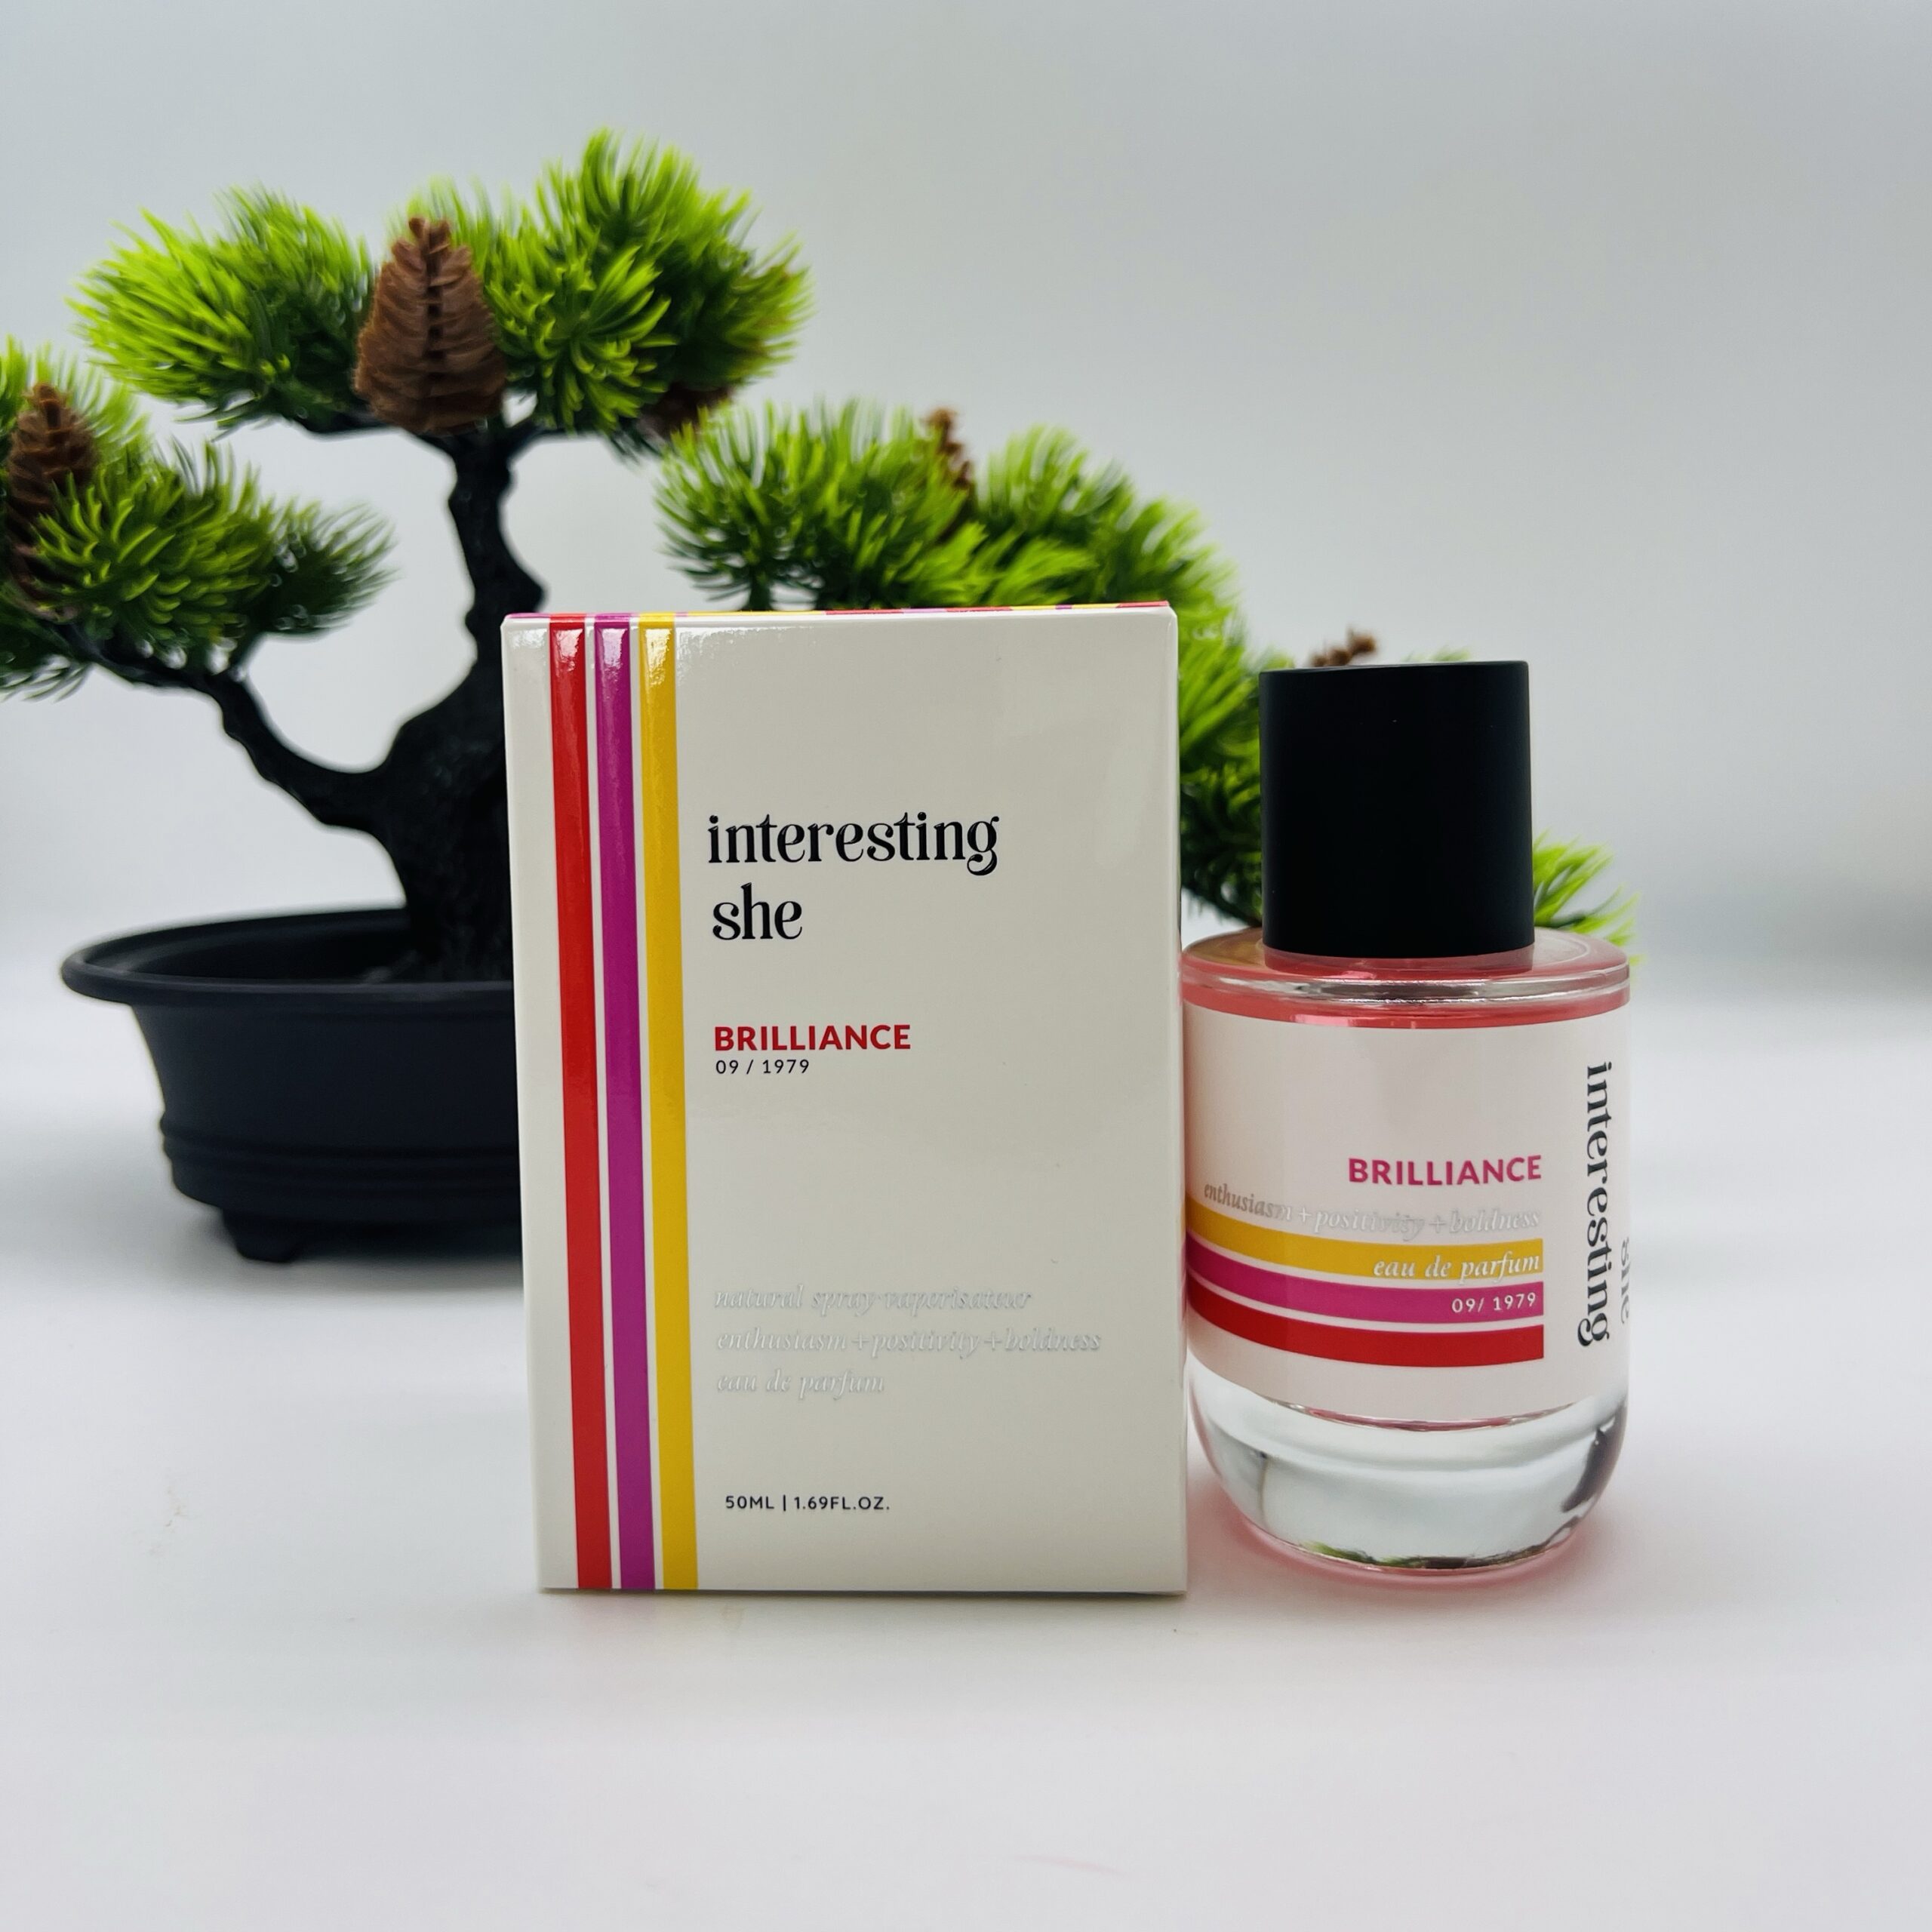 interesting
she
BRILLIANCE
09 / 1979
natural spray·vaporisateur
enthusiasm+positivity+boldness
eau de parfum
50ML | 1.69FL.OZ.
BRILLIANCE
enthusiasm+positivity+boldness
eau de parfum
09/ 1979
interesting
she